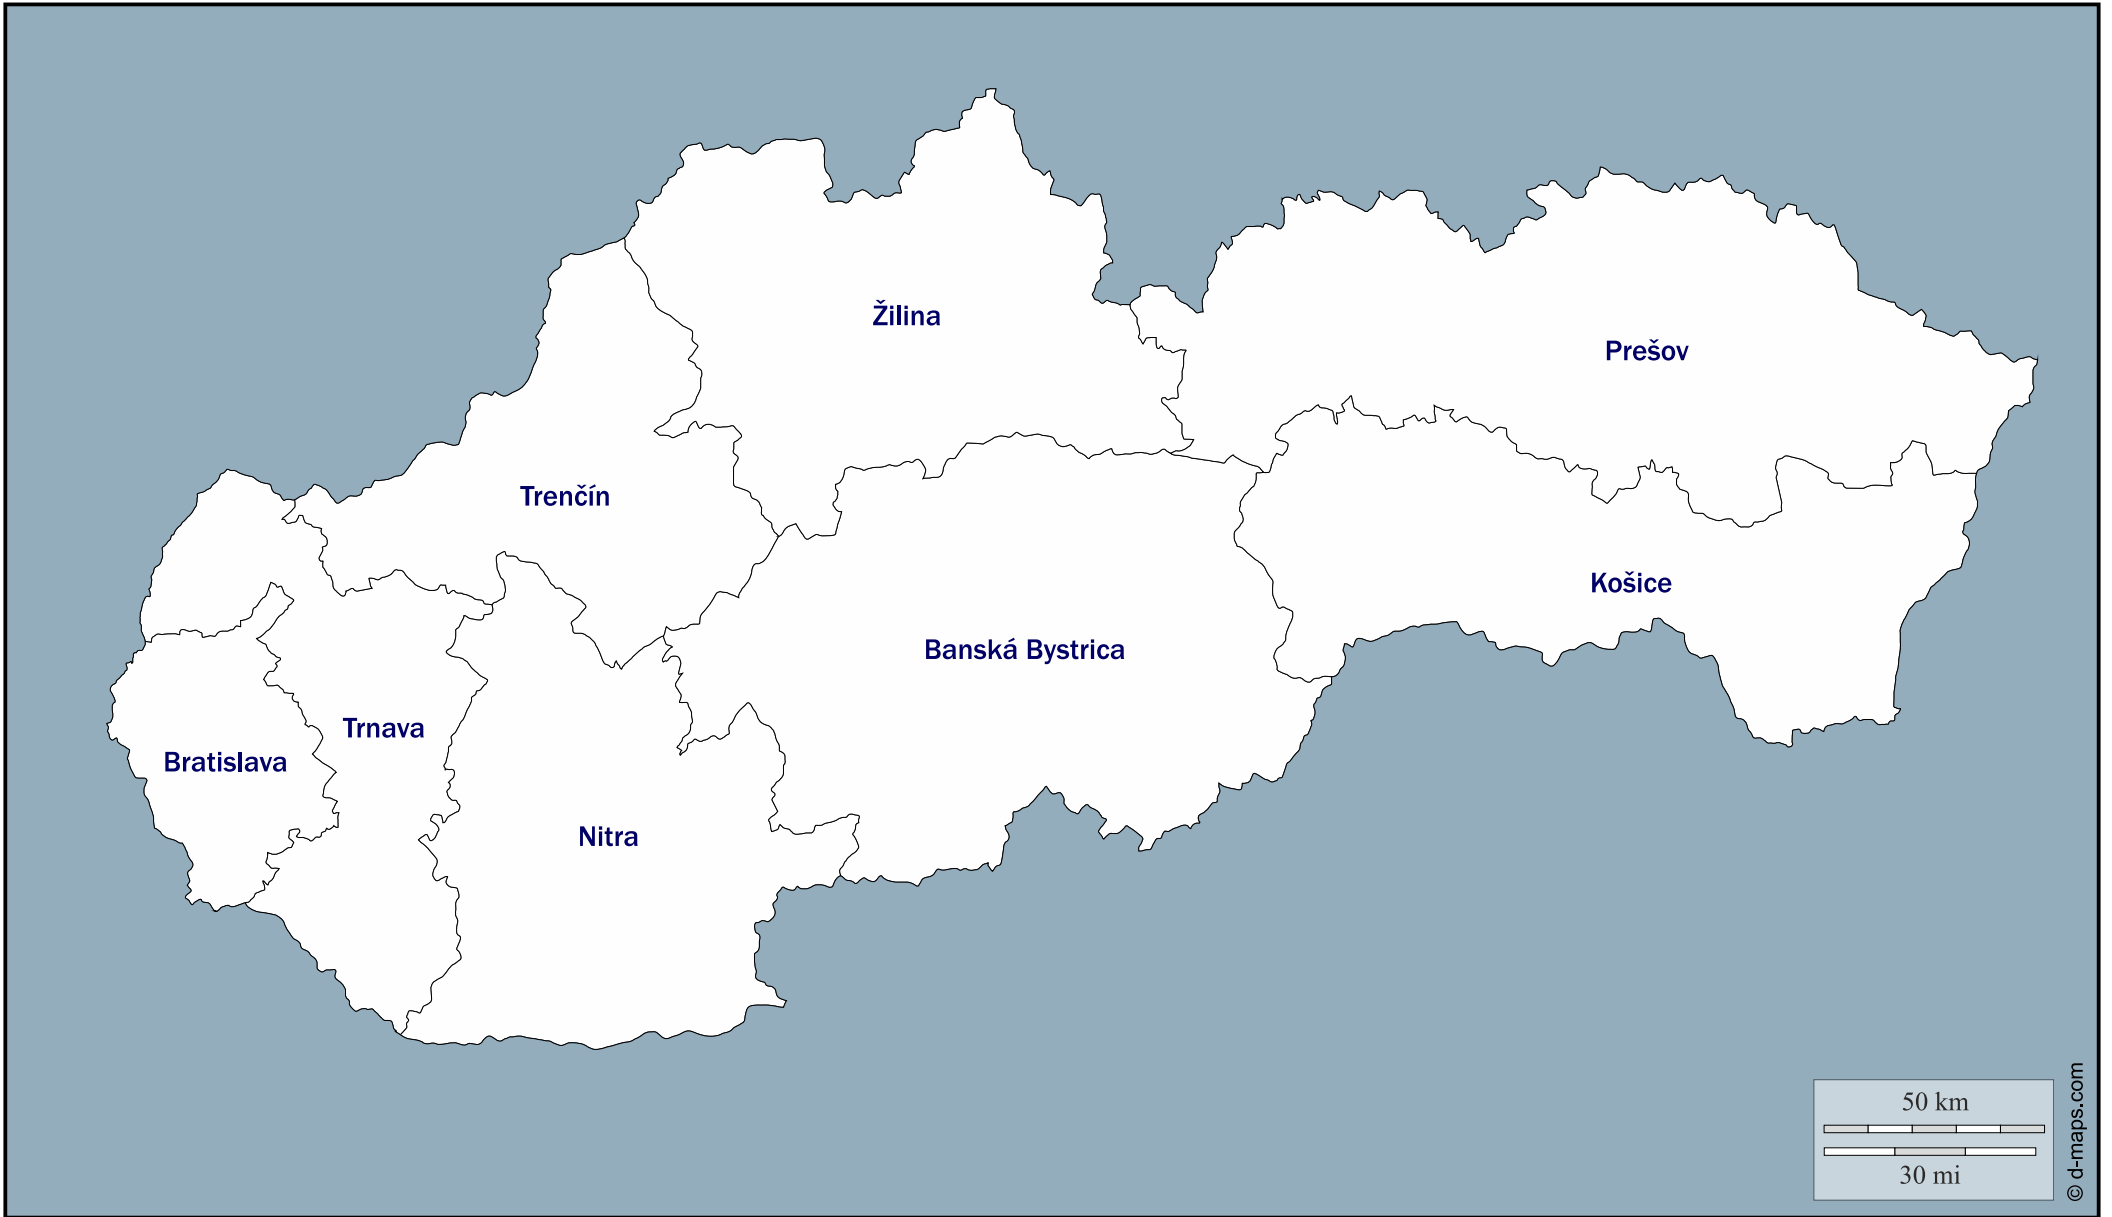 Žilina
Prešov
Trenčín
Košice
Banská Bystrica
Trnava
Bratislava
Nitra
50 km
30 mi
© d-maps.com